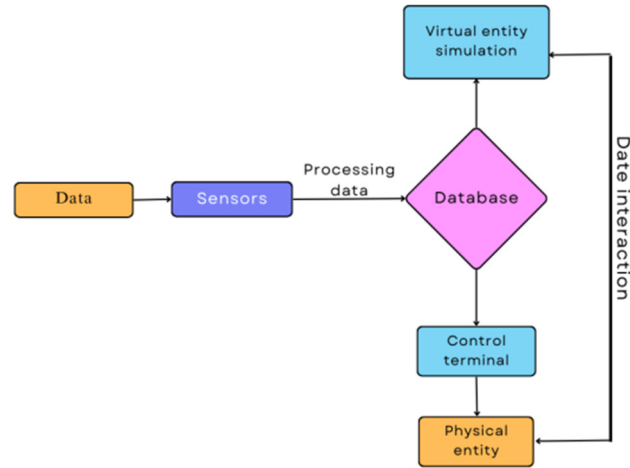 Virtual entity
simulation
Data
Sensors
Processing
data
Database
Date interaction
Control
terminal
Physical
entity